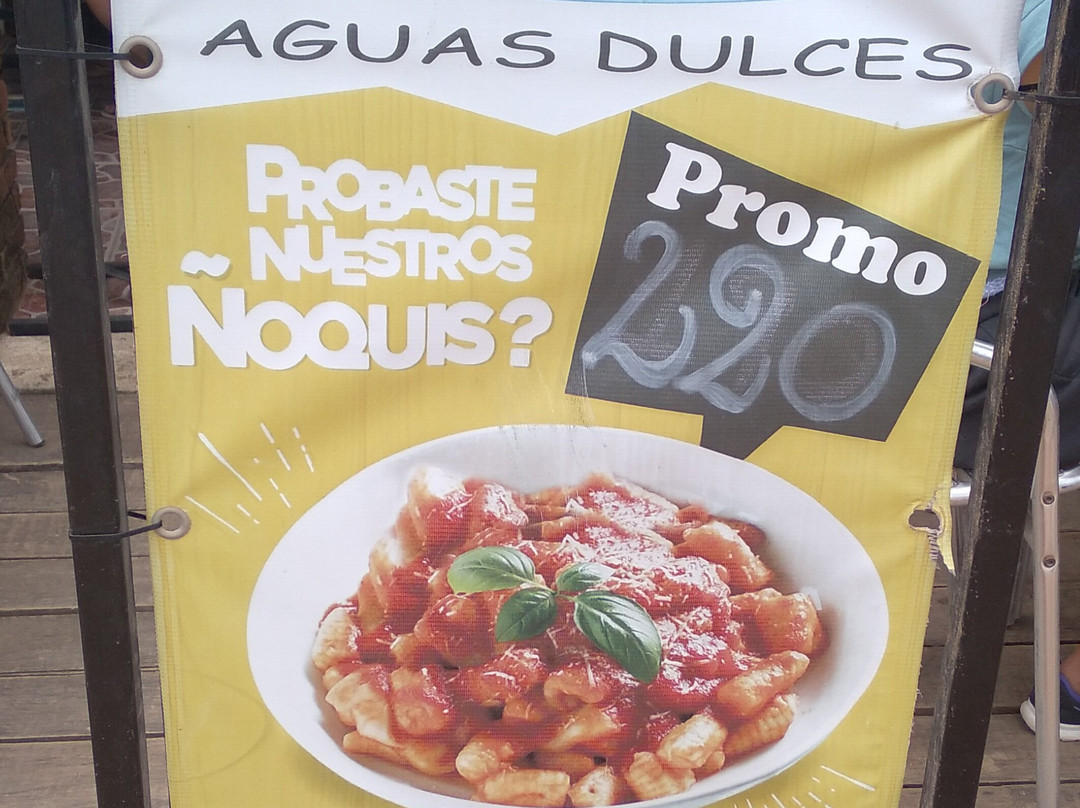 AGUAS DULCES
PROBASTE
NUESTROS
ÑOQUIS?
Promo
220